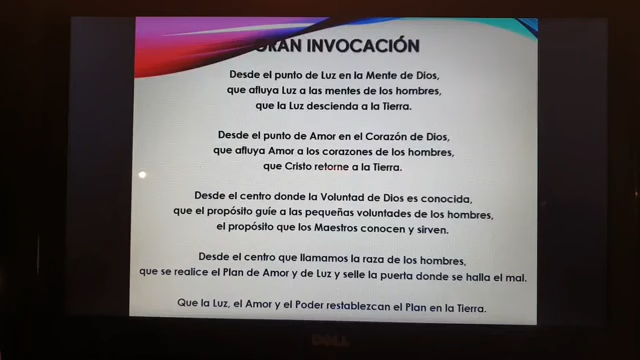 GRAN INVOCACIÓN
Desde el punto de Luz en la Mente de Dios,
que afluya Luz a las mentes de los hombres,
que la Luz descienda a la Tierra.
Desde el punto de Amor en el Corazón de Dios,
que afluya Amor a los corazones de los hombres,
que Cristo retorne a la Tierra.
Desde el centro donde la Voluntad de Dios es conocida,
que el propósito guíe a las pequeñas voluntades de los hombres,
el propósito que los Maestros conocen y sirven.
Desde el centro que llamamos la raza de los hombres,
que se realice el Plan de Amor y de Luz y selle la puerta donde se halla el mal.
Que la Luz, el Amor y el Poder restablezcan el Plan en la Tierra.
DELL